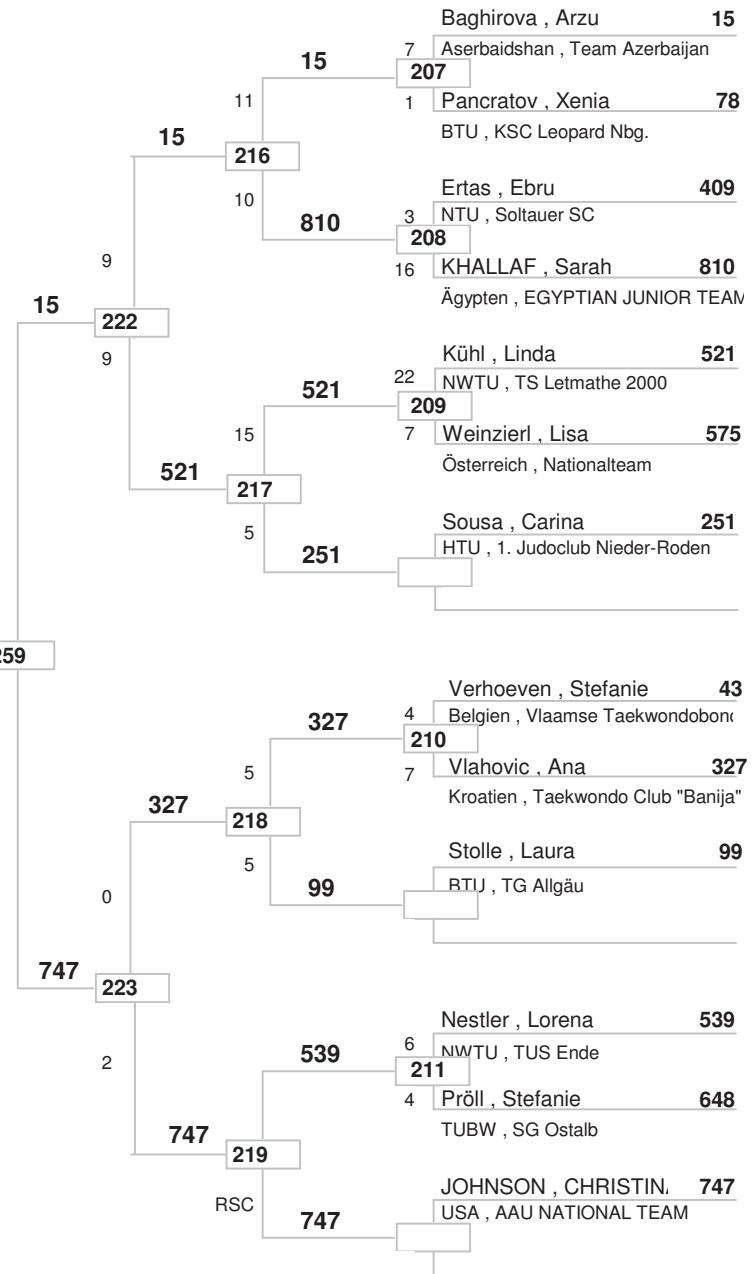 Baghirova , Arzu 15
7 Aserbaidshan , Team Azerbaijan
15
207
11
1 Pancratov , Xenia 78
BTU , KSC Leopard Nbg.
15
216
10
Ertas , Ebru 409
3 NTU , Soltauer SC
810
208
16 KHALLAF , Sarah 810
Ägypten , EGYPTIAN JUNIOR TEAM
9
15
222
9
Kühl , Linda 521
22 NWTU , TS Letmathe 2000
521
209
15
7 Weinzierl , Lisa 575
Österreich , Nationalteam
521
217
5
Sousa , Carina 251
HTU , 1. Judoclub Nieder-Roden
251
259
Verhoeven , Stefanie 43
4 Belgien , Vlaamse Taekwondobond
327
210
5
7 Vlahovic , Ana 327
Kroatien , Taekwondo Club "Banija"
327
218
5
Stolle , Laura 99
BTU , TG Allgäu
99
0
747
223
2
Nestler , Lorena 539
6 NWTU , TUS Ende
539
211
4 Pröll , Stefanie 648
TUBW , SG Ostalb
747
219
RSC
JOHNSON , CHRISTINA 747
USA , AAU NATIONAL TEAM
747